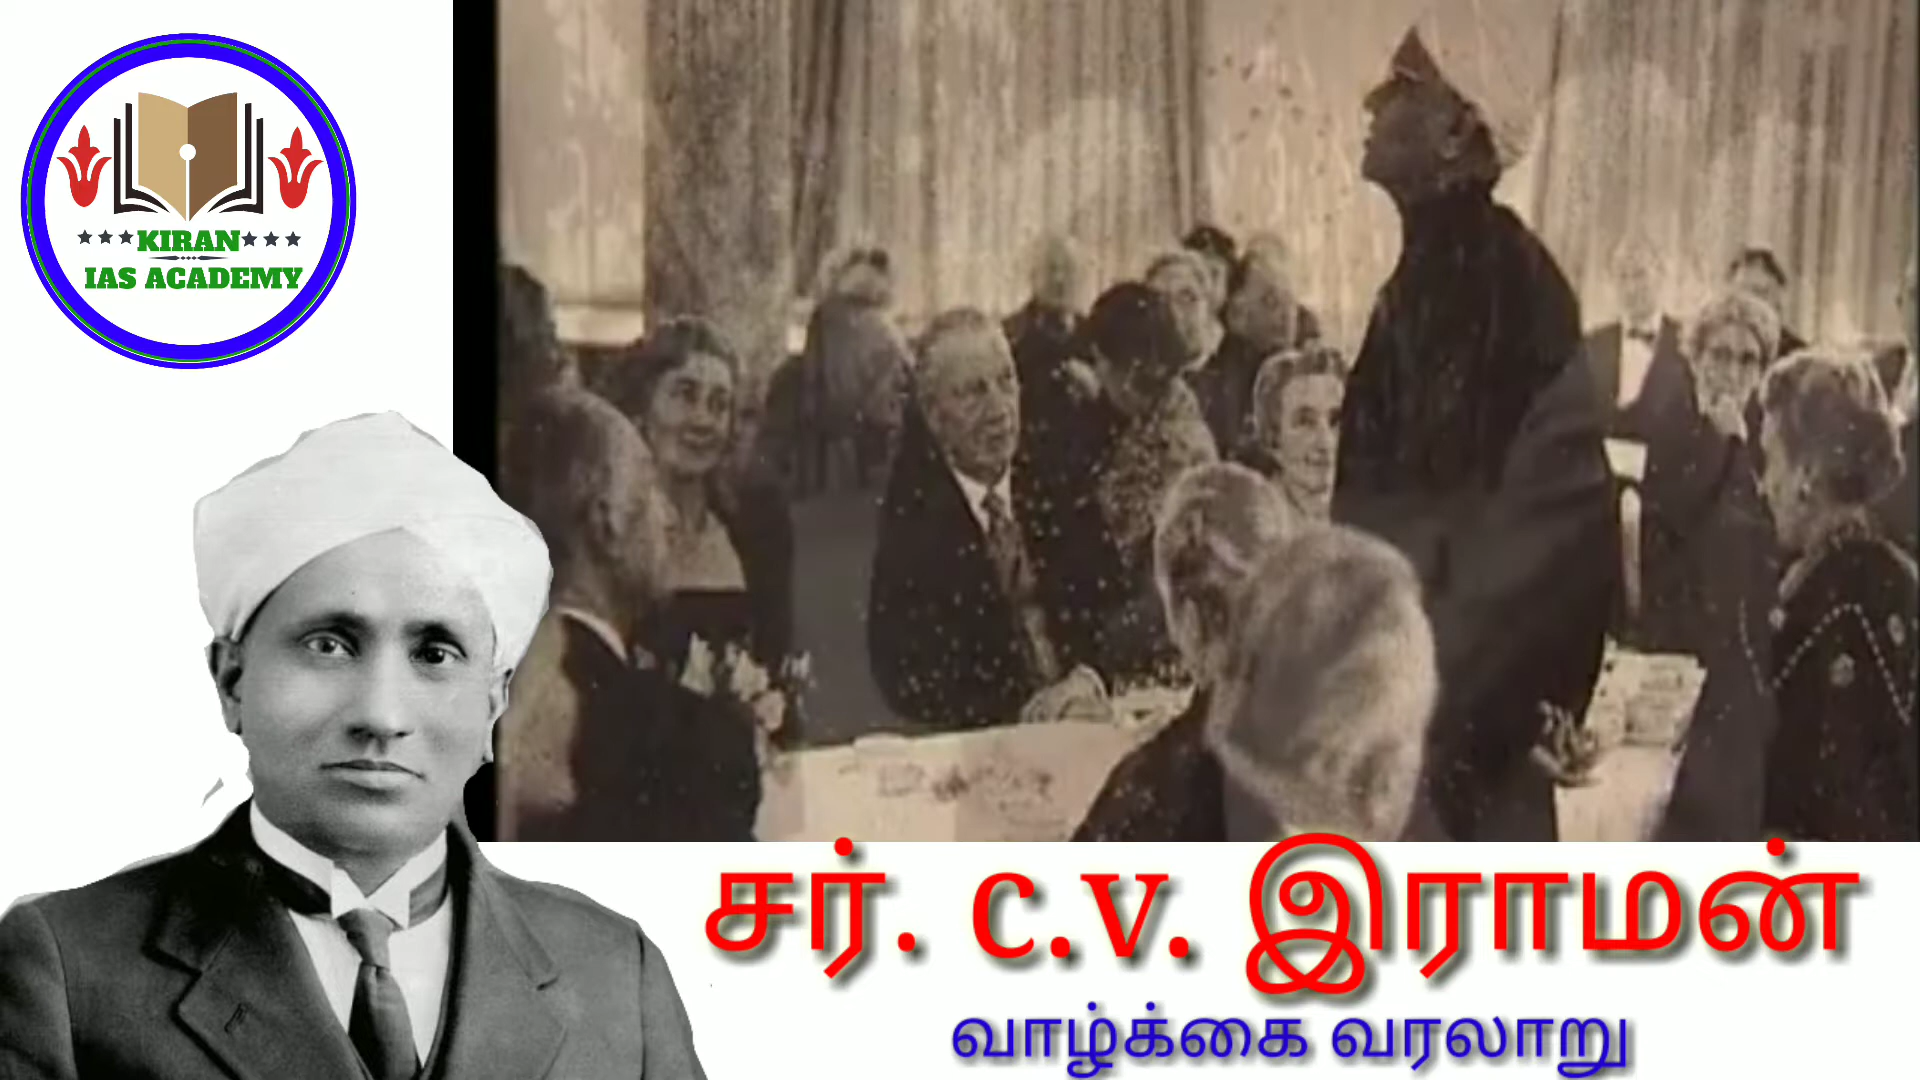 KIRAN
IAS ACADEMY
சர். c.v. இராமன்
வாழ்க்கை வரலாறு